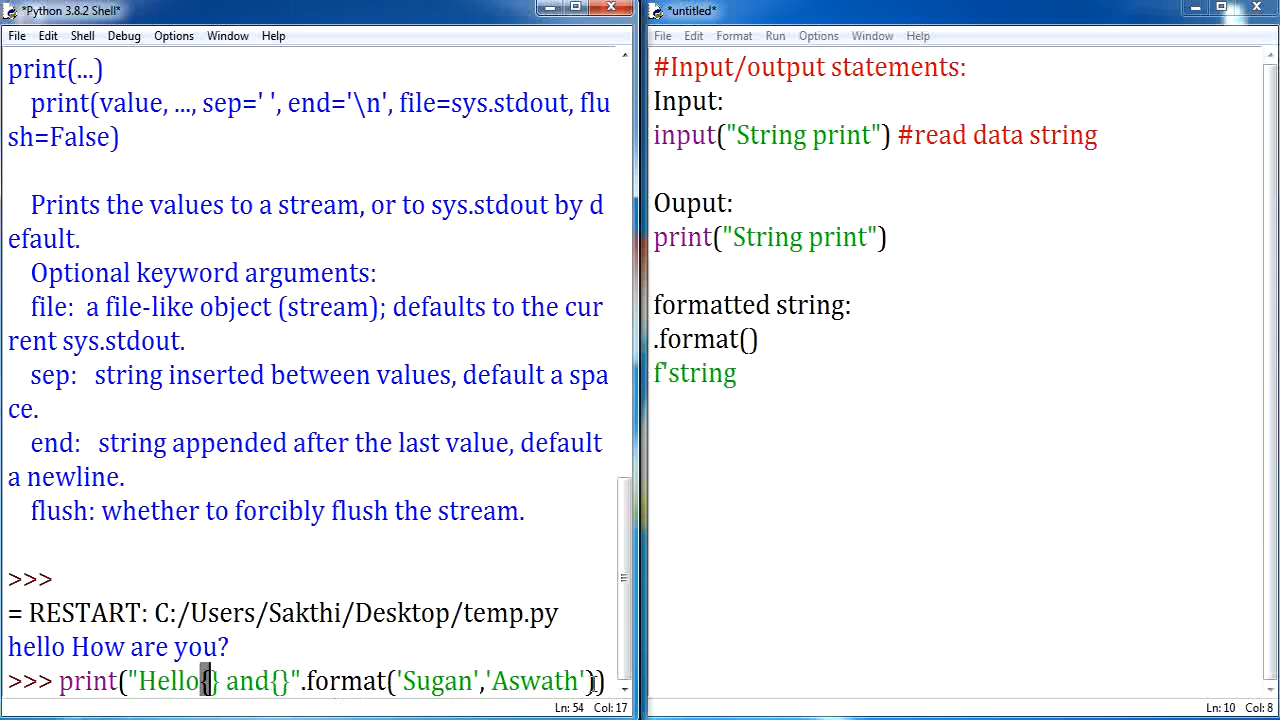 *Python 3.8.2 Shell*
File Edit Shell Debug Options Window Help
print(...)
print(value, ..., sep=' ', end='\n', file=sys.stdout, flu
sh=False)
Prints the values to a stream, or to sys.stdout by d
efault.
Optional keyword arguments:
file: a file-like object (stream); defaults to the cur
rent sys.stdout.
sep: string inserted between values, default a spa
ce.
end: string appended after the last value, default
a newline.
flush: whether to forcibly flush the stream.
>>>
= RESTART: C:/Users/Sakthi/Desktop/temp.py
hello How are you?
>>> print("Hello{} and{}".format('Sugan','Aswath'))
Ln: 54 Col: 17
*untitled*
File Edit Format Run Options Window Help
#Input/output statements:
Input:
input("String print") #read data string
Ouput:
print("String print")
formatted string:
.format()
f'string
Ln: 10 Col: 8